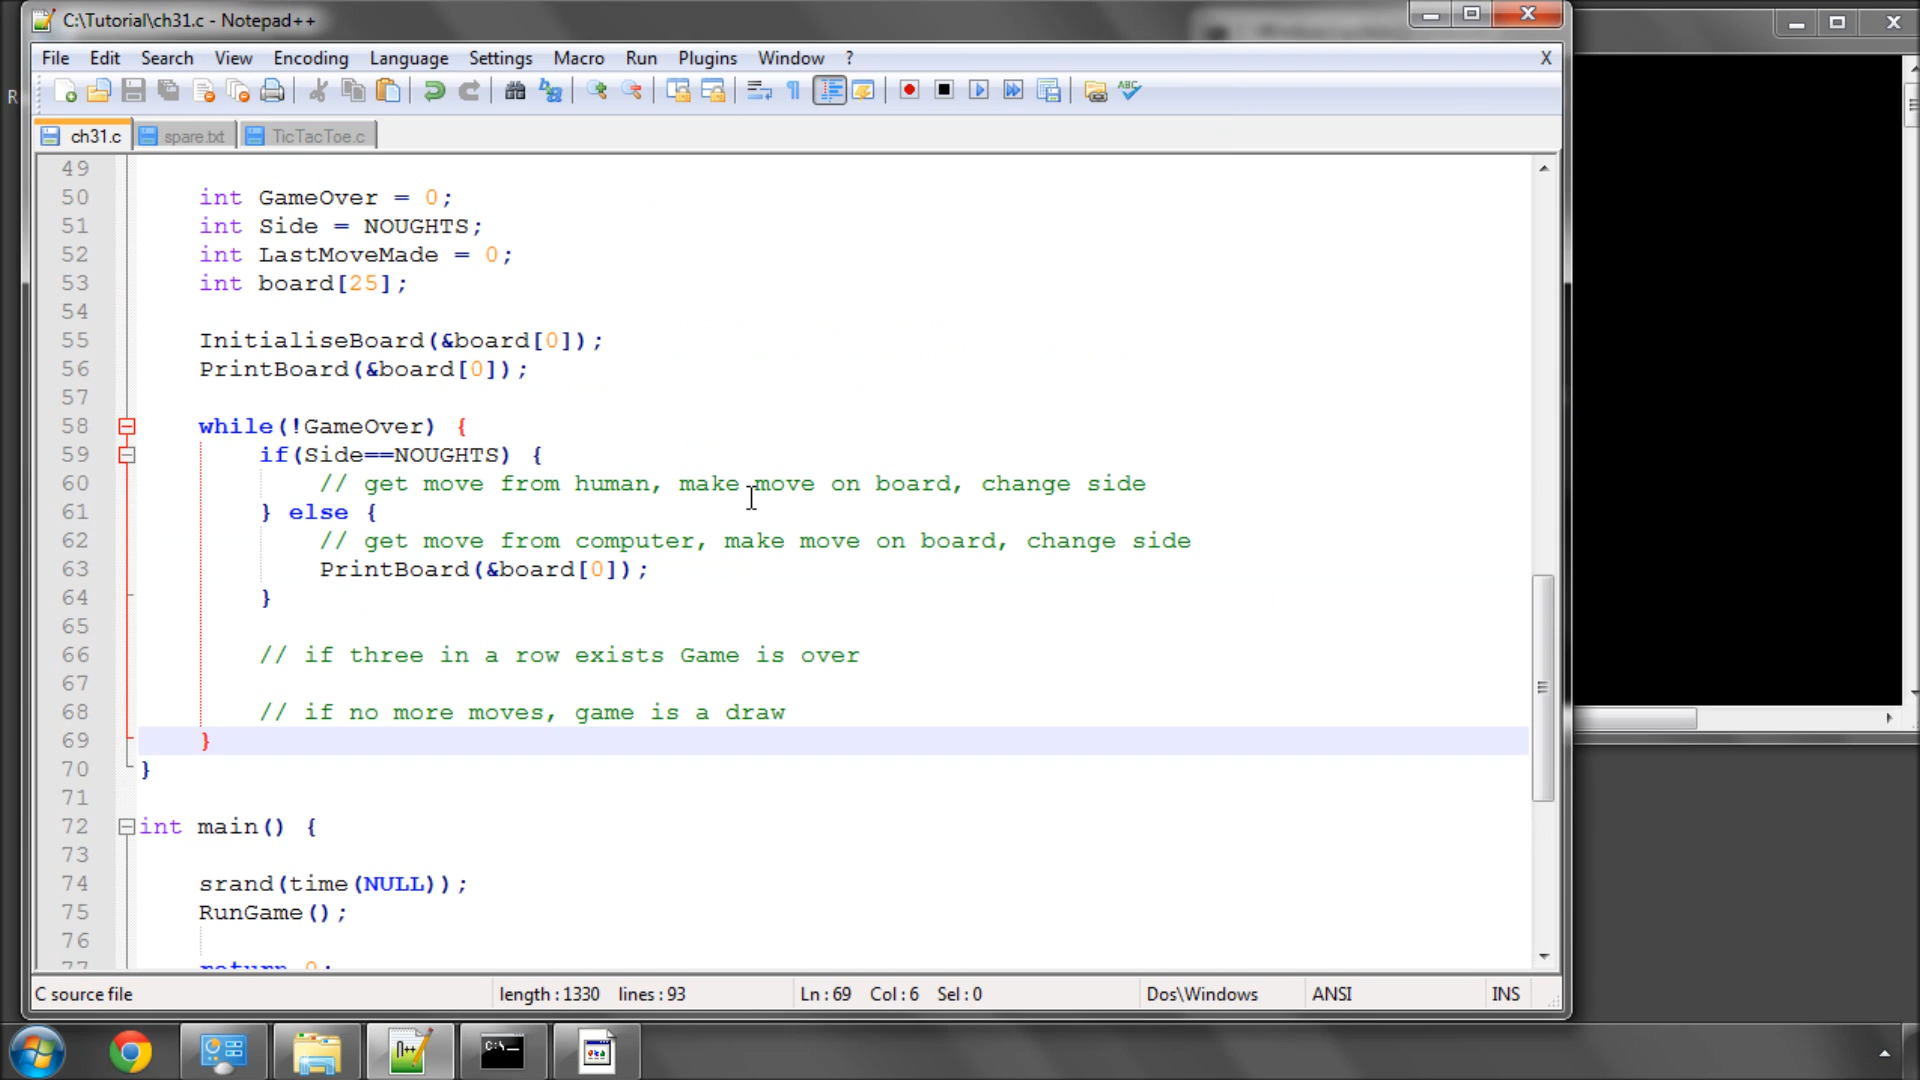 C:\Tutorial\ch31.c - Notepad++
File Edit Search View Encoding Language Settings Macro Run Plugins Window ? X
ch31.c spare.txt TicTacToe.c
49
50 int GameOver = 0;
51 int Side = NOUGHTS;
52 int LastMoveMade = 0;
53 int board[25];
54
55 InitialiseBoard(&board[0]);
56 PrintBoard(&board[0]);
57
58 while(!GameOver) {
59 if(Side==NOUGHTS) {
60 // get move from human, make move on board, change side
61 } else {
62 // get move from computer, make move on board, change side
63 PrintBoard(&board[0]);
64 }
65
66 // if three in a row exists Game is over
67
68 // if no more moves, game is a draw
69 }
70 }
71
72 int main() {
73
74 srand(time(NULL));
75 RunGame();
76
77 return 0;
C source file length : 1330 lines : 93 Ln : 69 Col : 6 Sel : 0 Dos\Windows ANSI INS